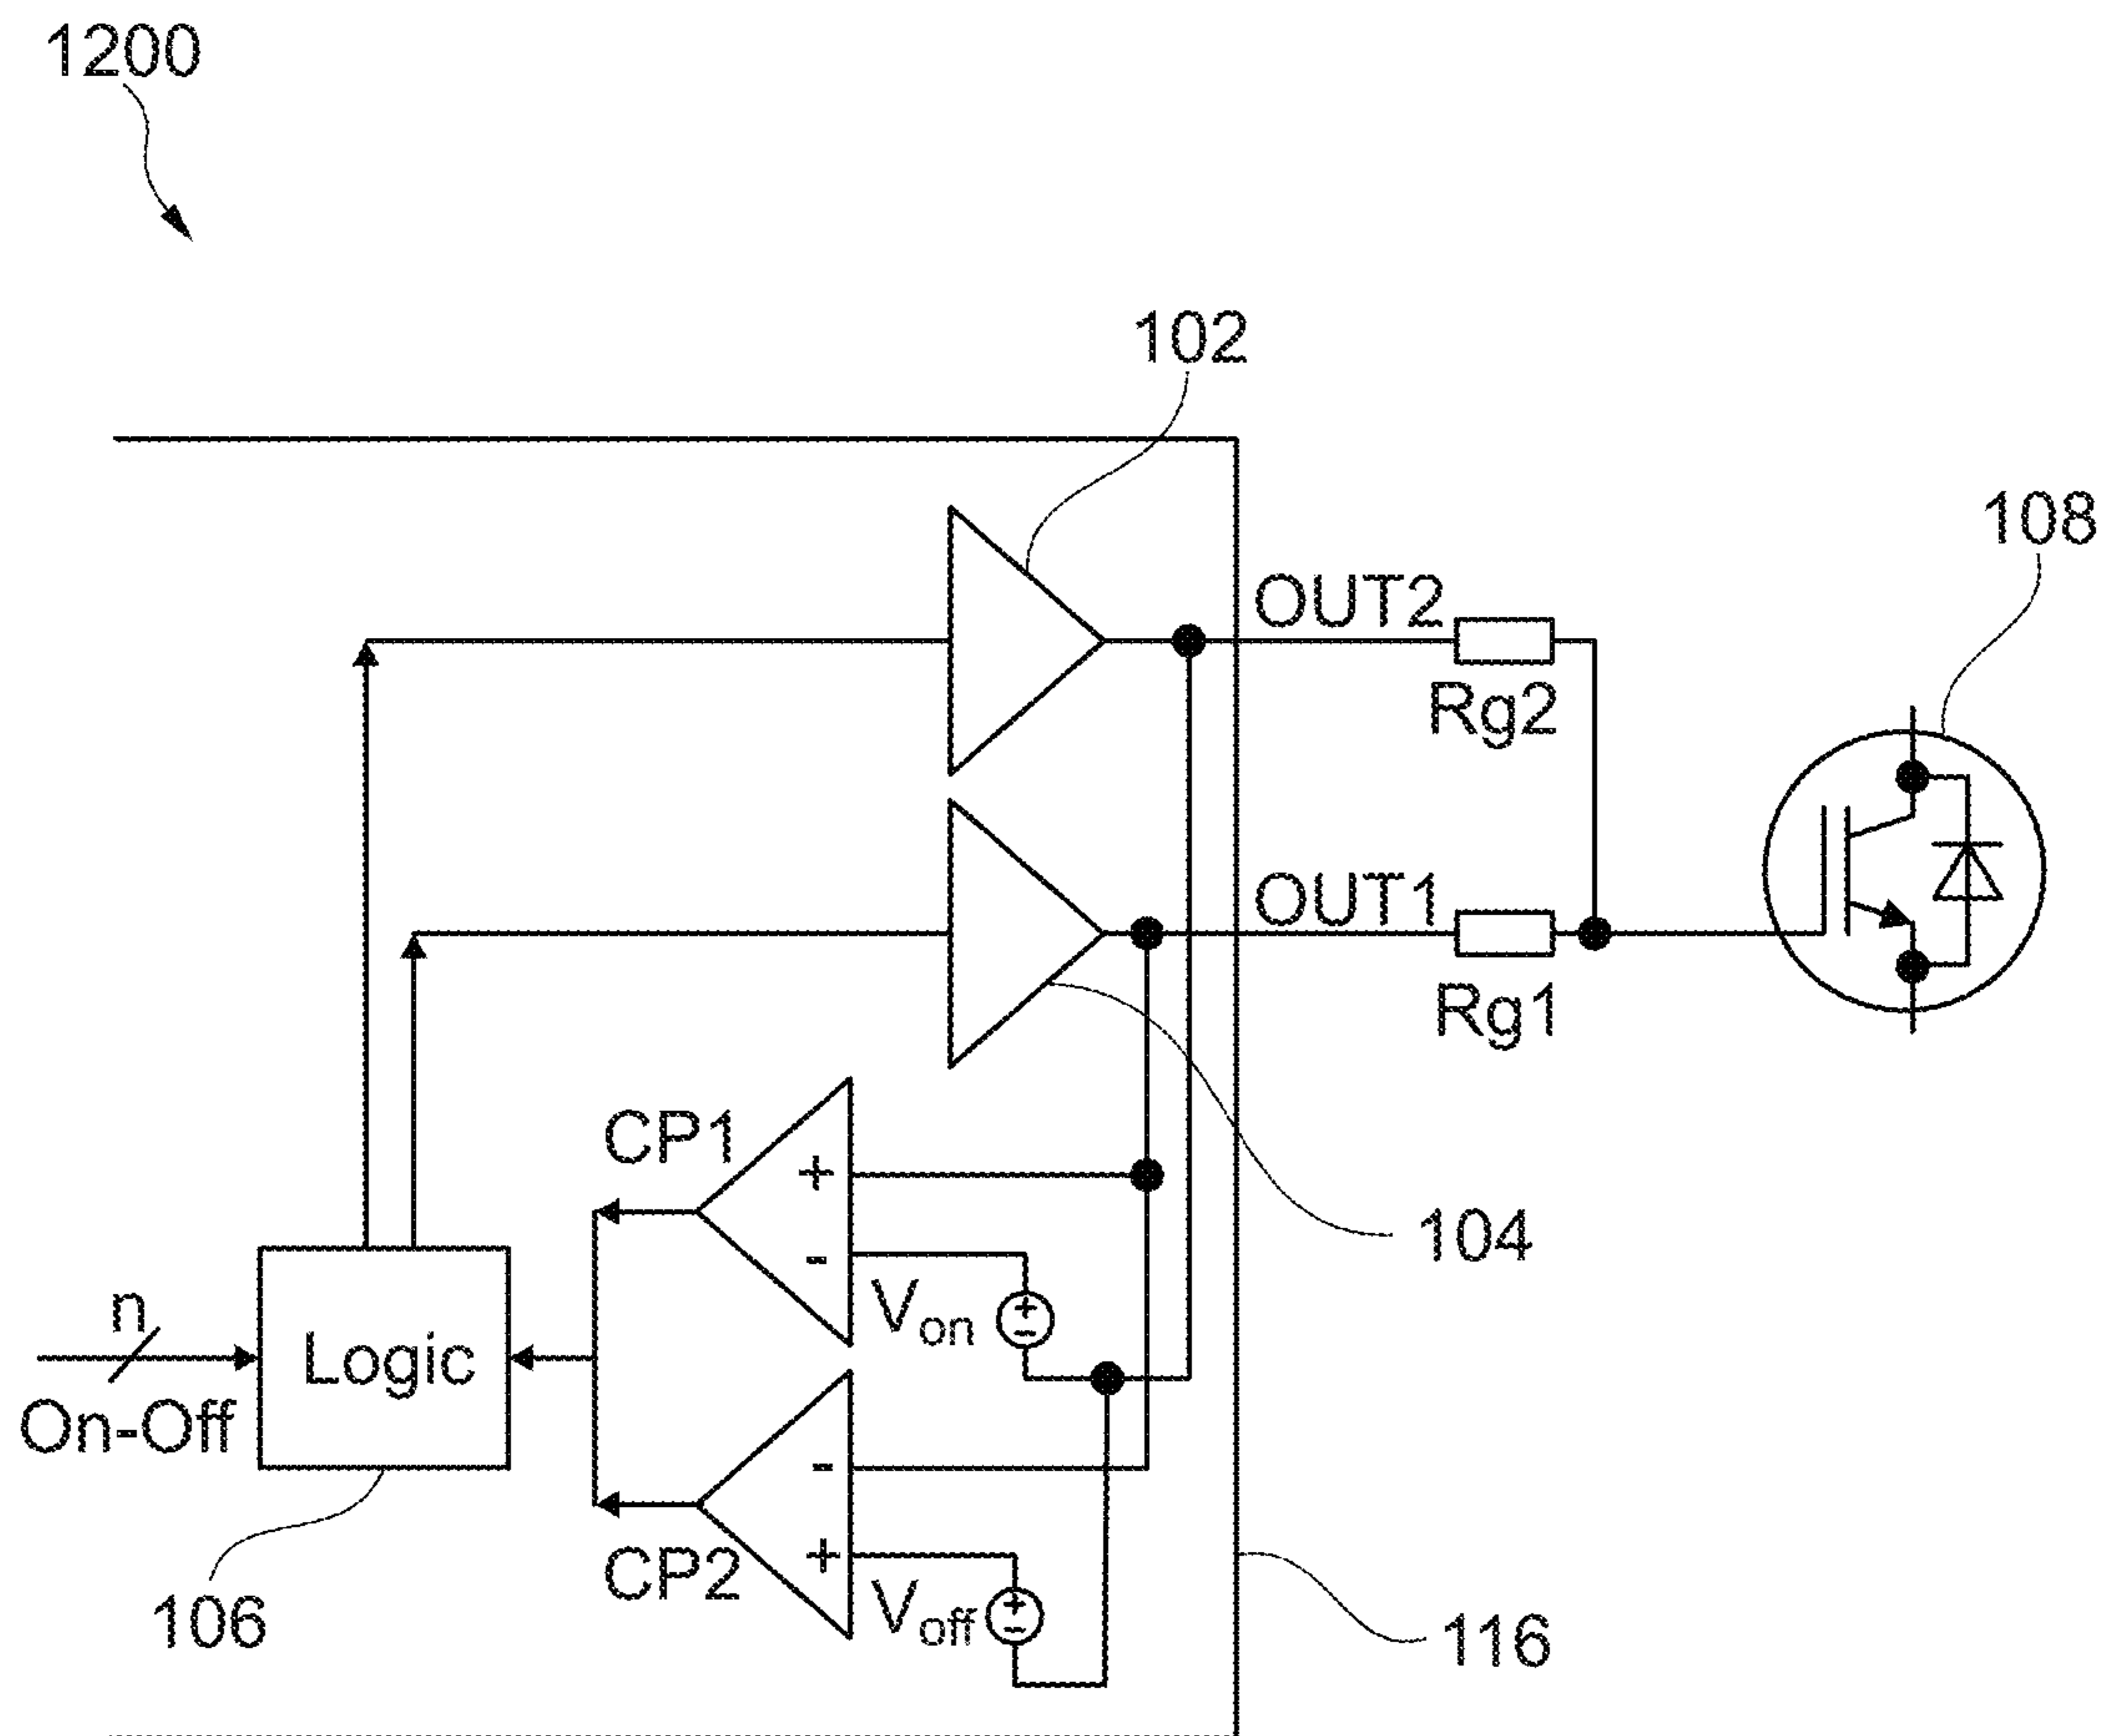 1200
102
108
OUT2
Rg2
OUT1
Rg1
CP1
+
-
104
Von
+
-
n
Logic
On-Off
-
CP2
+
Voff
+
-
106
116